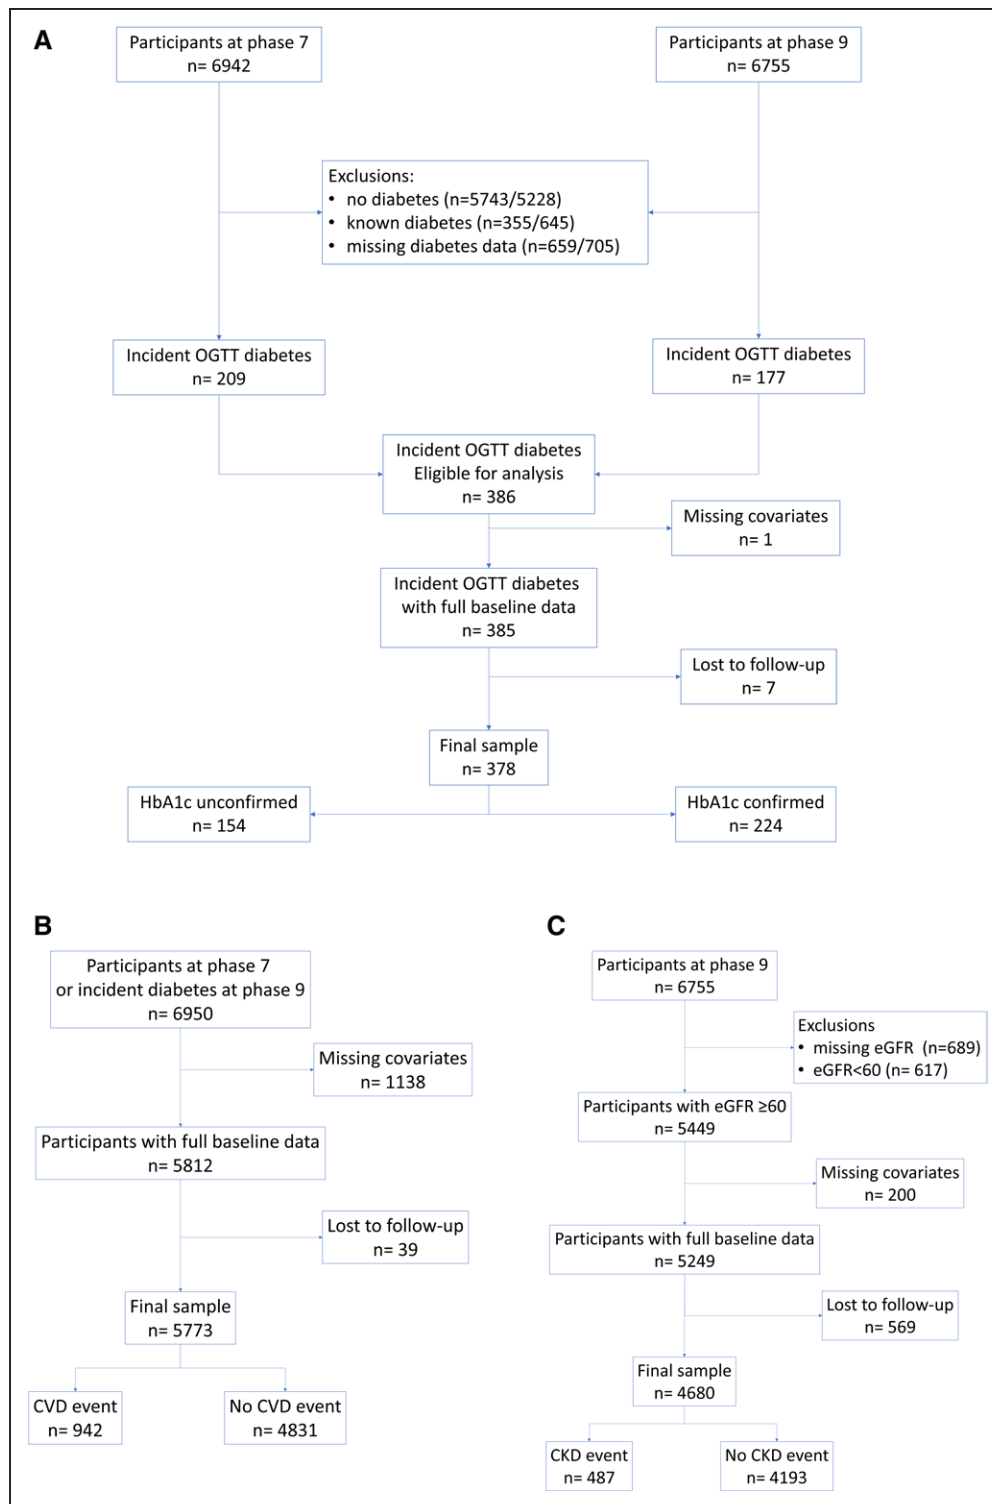 A
Participants at phase 7
n= 6942
Participants at phase 9
n= 6755
Exclusions:
• no diabetes (n=5743/5228)
• known diabetes (n=355/645)
• missing diabetes data (n=659/705)
Incident OGTT diabetes
n= 209
Incident OGTT diabetes
n= 177
Incident OGTT diabetes
Eligible for analysis
n= 386
Missing covariates
n= 1
Incident OGTT diabetes
with full baseline data
n= 385
Lost to follow-up
n= 7
Final sample
n= 378
HbA1c unconfirmed
n= 154
HbA1c confirmed
n= 224
B
Participants at phase 7
or incident diabetes at phase 9
n= 6950
Missing covariates
n= 1138
Participants with full baseline data
n= 5812
Lost to follow-up
n= 39
Final sample
n= 5773
CVD event
n= 942
No CVD event
n= 4831
C
Participants at phase 9
n= 6755
Exclusions
• missing eGFR (n=689)
• eGFR<60 (n= 617)
Participants with eGFR ≥60
n= 5449
Missing covariates
n= 200
Participants with full baseline data
n= 5249
Lost to follow-up
n= 569
Final sample
n= 4680
CKD event
n= 487
No CKD event
n= 4193